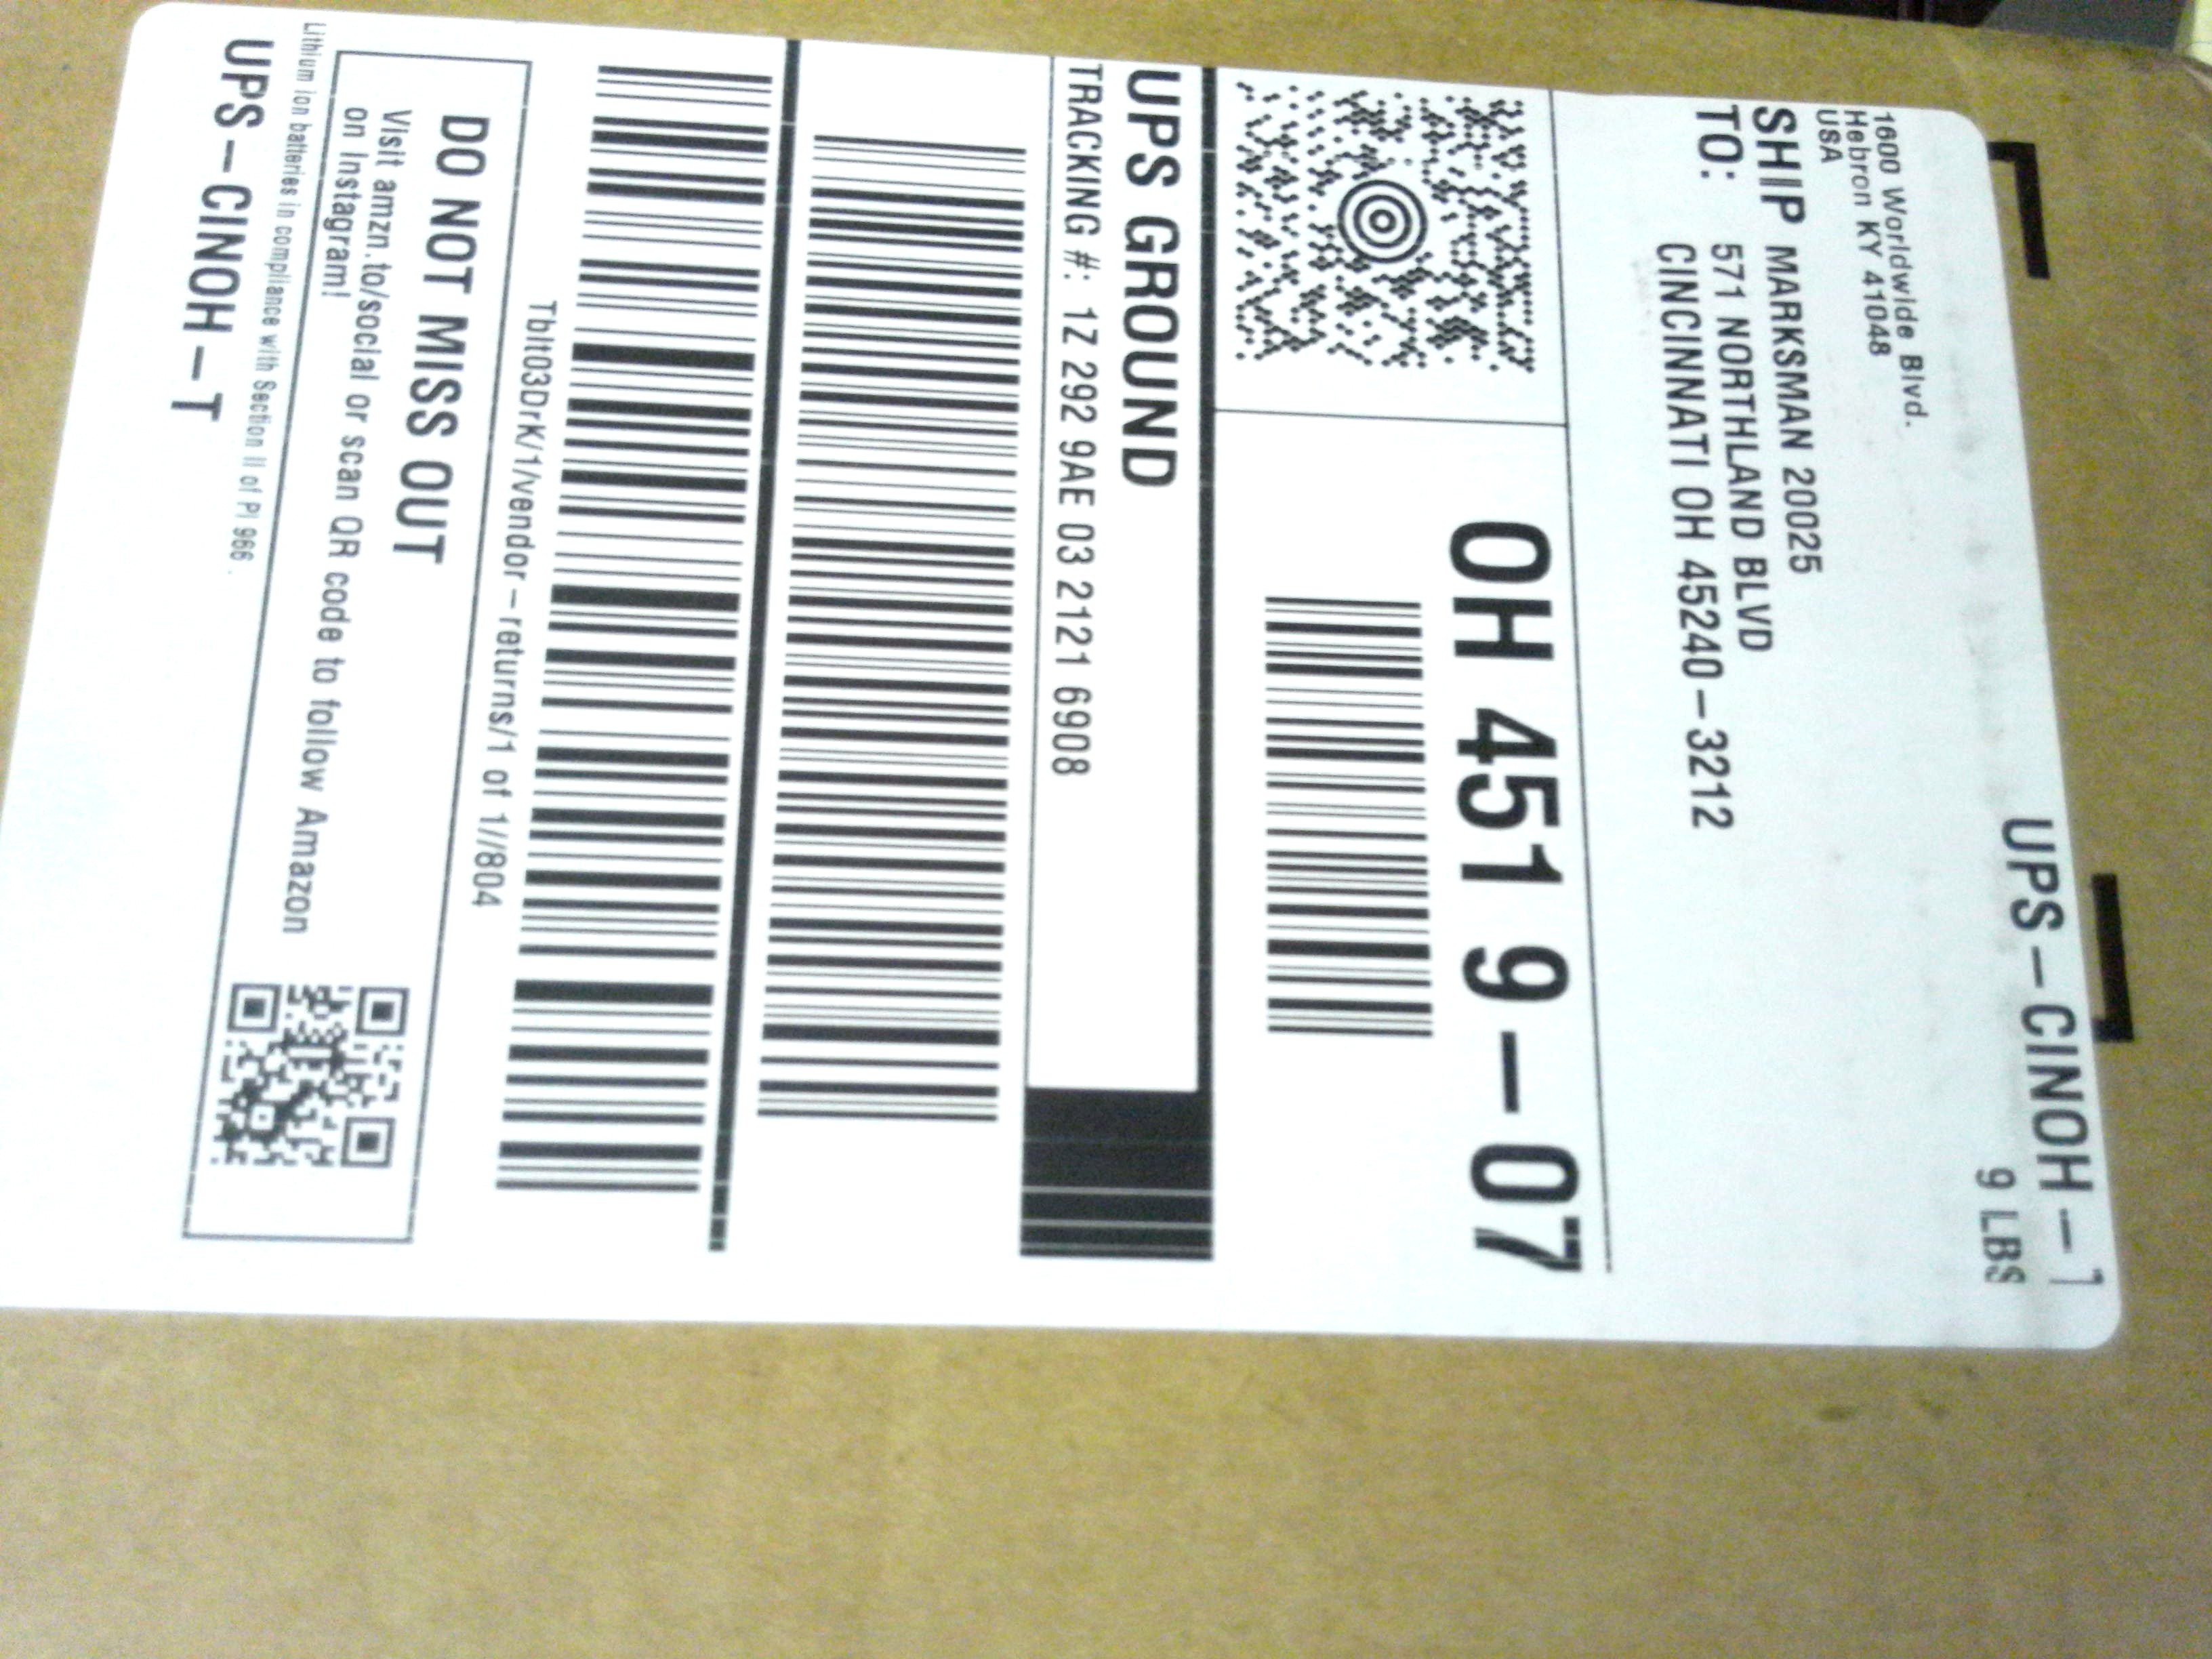 UPS-CINOH-T
9 LBS
1600 Worldwide Blvd.
Hebron KY 41048
USA
SHIP TO: MARKSMAN 20025
571 NORTHLAND BLVD
CINCINNATI OH 45240-3212
OH 451 9-07
UPS GROUND
TRACKING #: 1Z 292 9AE 03 2121 6908
TbIt03DrK/1/vendor-returns/1 of 1//804
DO NOT MISS OUT
Visit amzn.to/social or scan QR code to follow Amazon
on Instagram!
Lithium ion batteries in compliance with Section II of PI 966.
UPS-CINOH-T